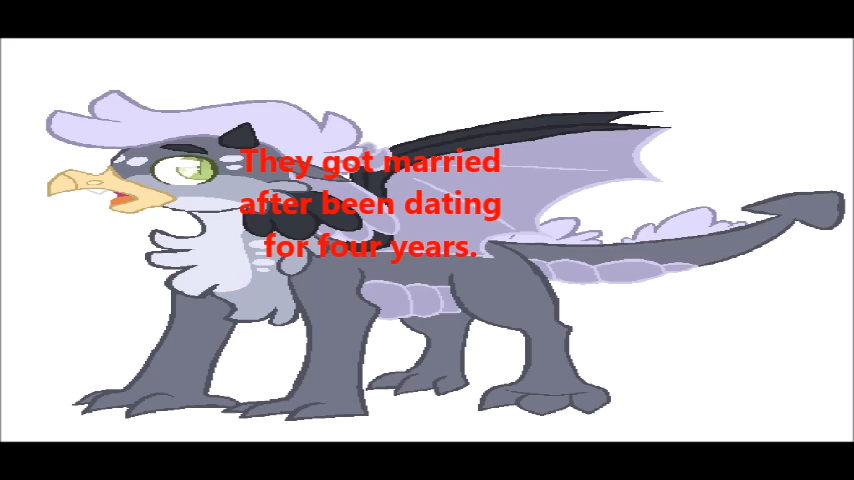 They got married
after been dating
for four years.